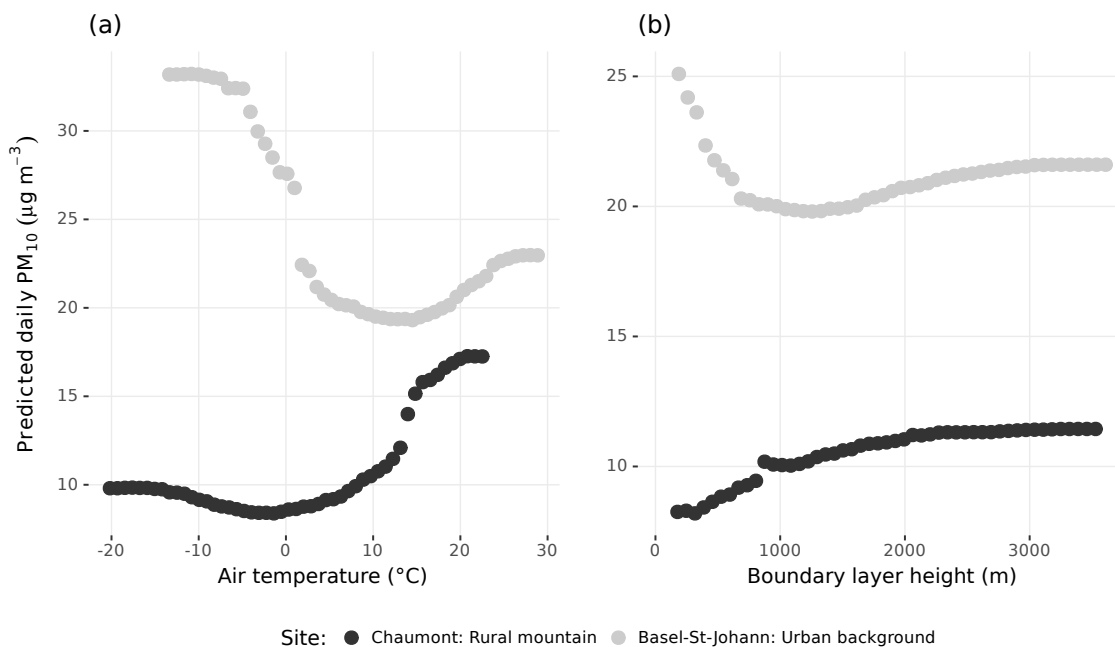 (a)
(b)
Predicted daily PM₁₀ (µg m⁻³)
30
25
20
15
10
-20 -10 0 10 20 30
Air temperature (°C)
25
20
15
10
0 1000 2000 3000
Boundary layer height (m)
Site: Chaumont: Rural mountain Basel-St-Johann: Urban background